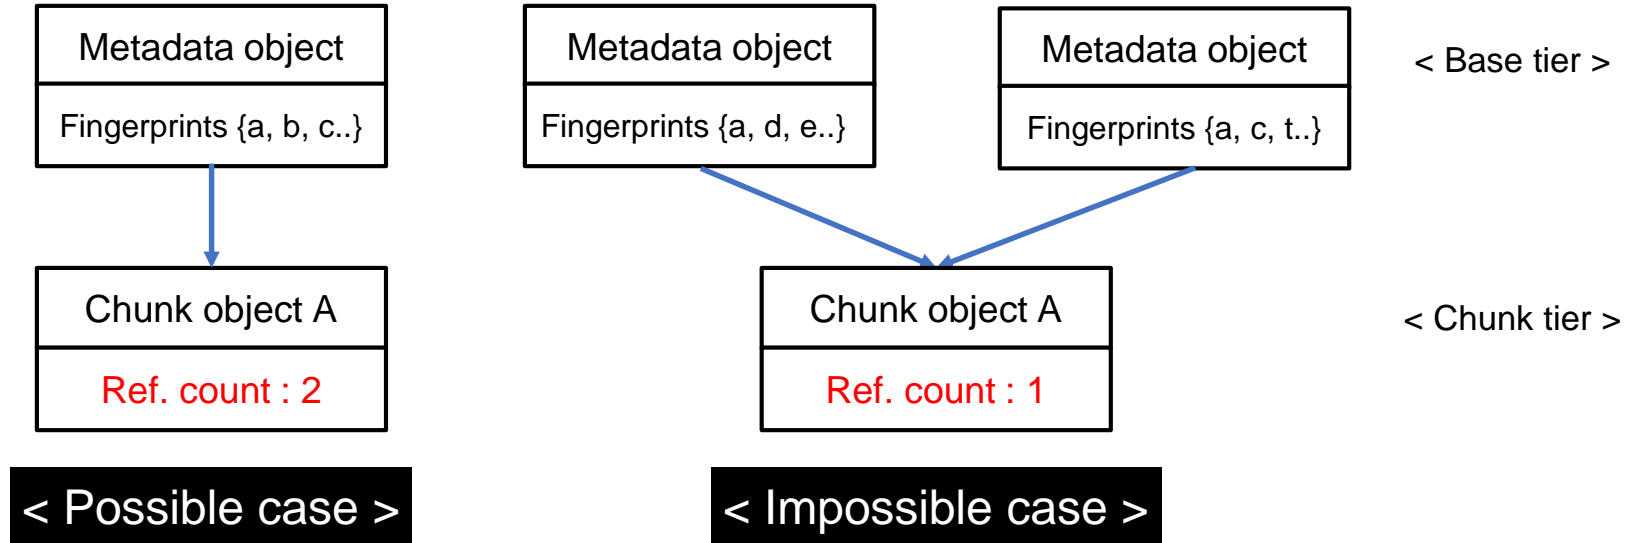 Metadata object
Fingerprints {a, b, c..}
Metadata object
Fingerprints {a, d, e..}
Metadata object
Fingerprints {a, c, t..}
< Base tier >
Chunk object A
Ref. count : 2
Chunk object A
Ref. count : 1
< Chunk tier >
< Possible case >
< Impossible case >